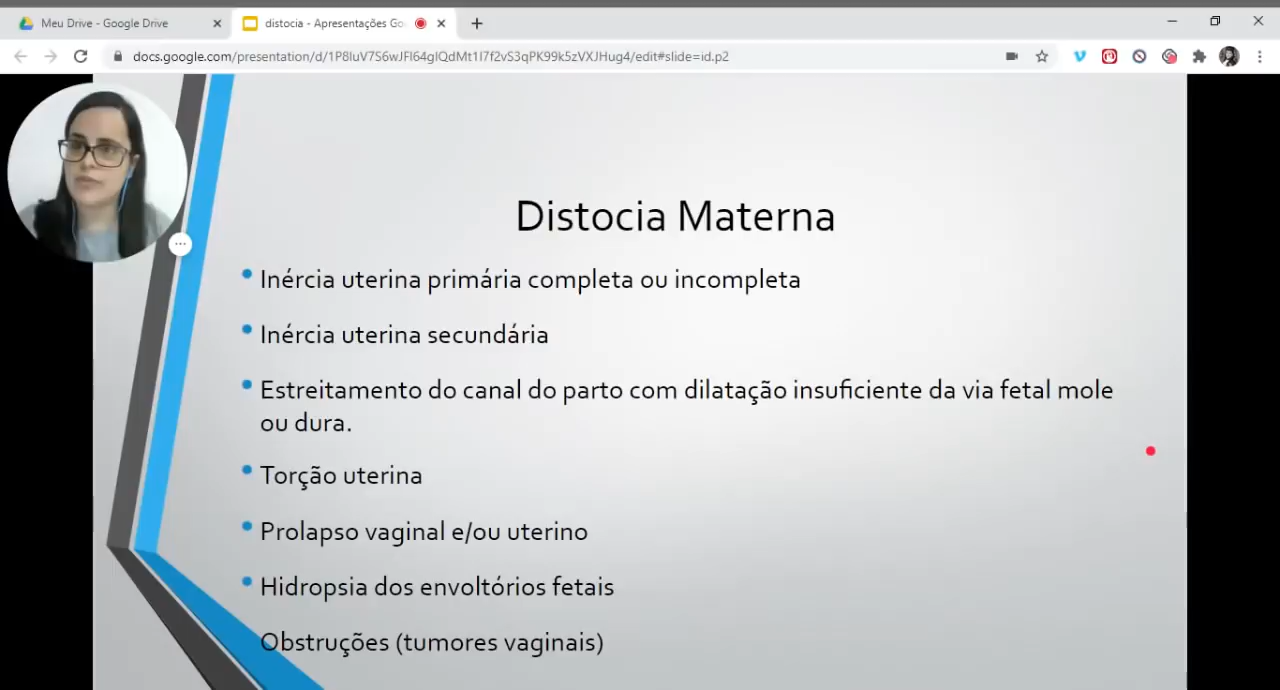 Meu Drive - Google Drive
distocia - Apresentações Go
docs.google.com/presentation/d/1P8IuV7S6wJFI64gIQdMt1I7f2vS3qPK99k5zVXJHug4/edit#slide=id.p2
Distocia Materna
Inércia uterina primária completa ou incompleta
Inércia uterina secundária
Estreitamento do canal do parto com dilatação insuficiente da via fetal mole
ou dura.
Torção uterina
Prolapso vaginal e/ou uterino
Hidropsia dos envoltórios fetais
Obstruções (tumores vaginais)